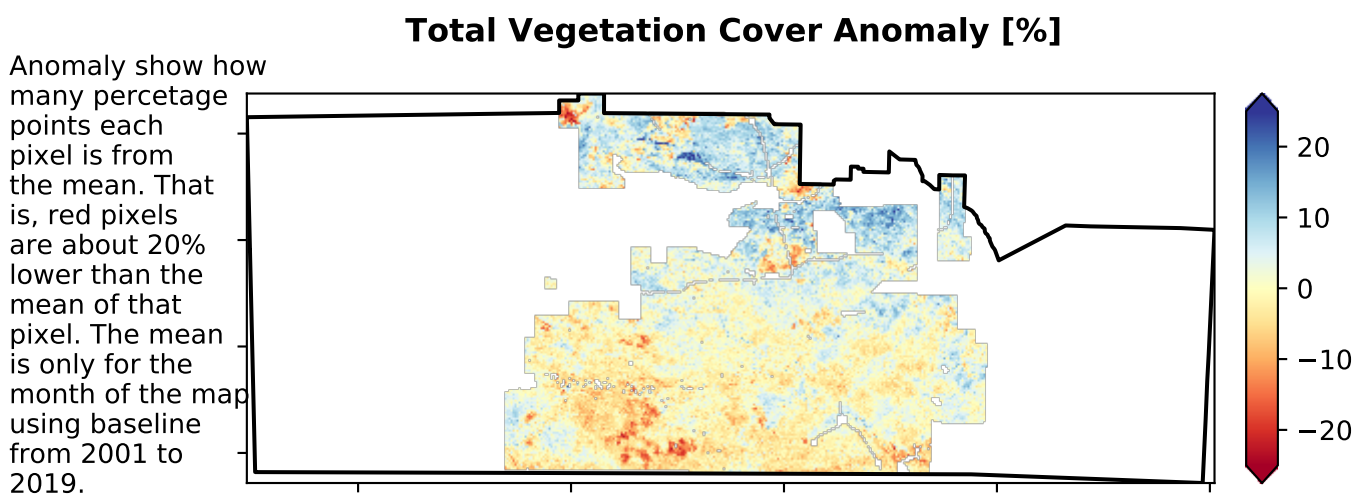 Total Vegetation Cover Anomaly [%]
Anomaly show how
many percetage
points each
pixel is from
the mean. That
is, red pixels
are about 20%
lower than the
mean of that
pixel. The mean
is only for the
month of the map
using baseline
from 2001 to
2019.
20
10
0
−10
−20